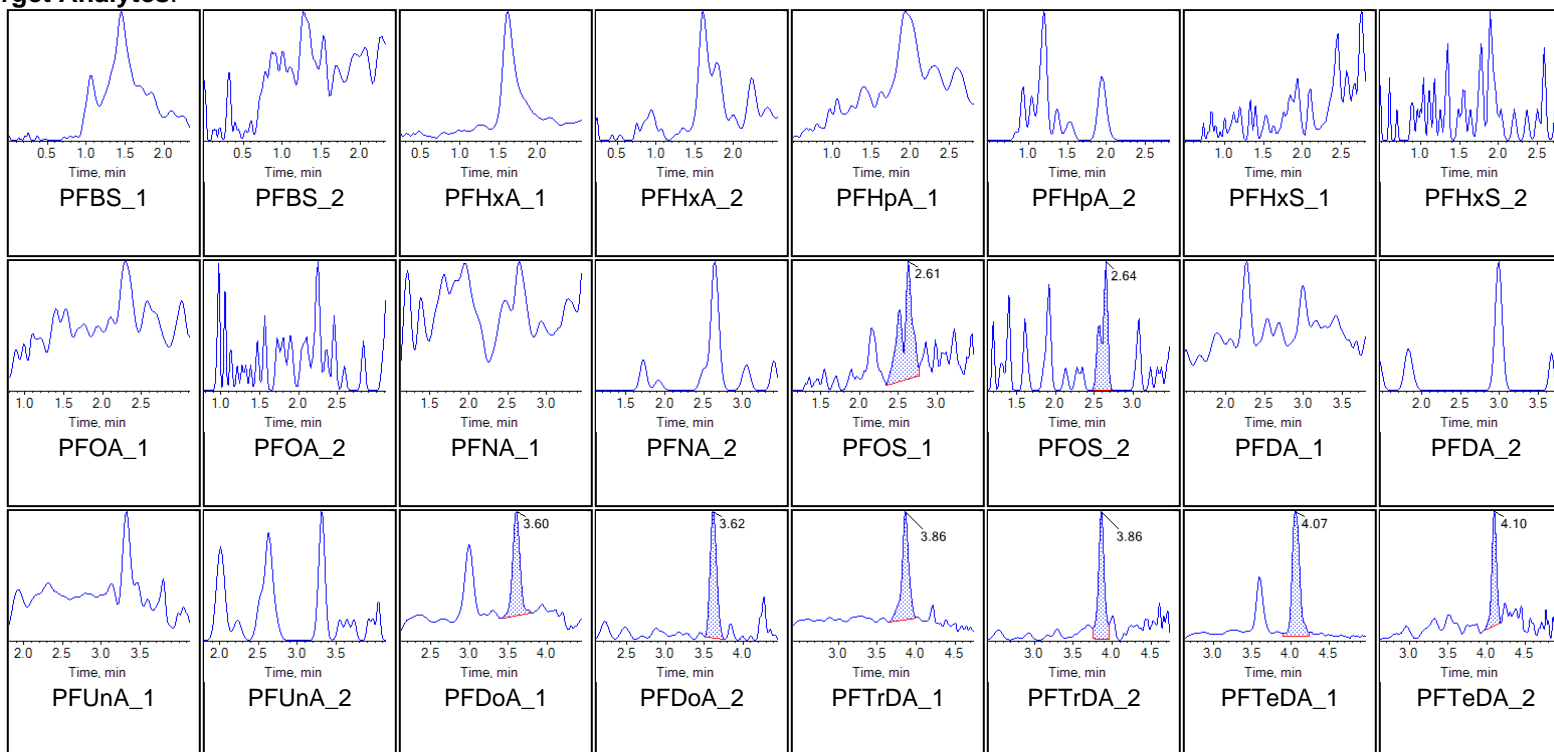 rget Analytes:
0.5 1.0 1.5 2.0 0.5 1.0 1.5 2.0 0.5 1.0 1.5 2.0 0.5 1.0 1.5 2.0 1.0 1.5 2.0 2.5 1.0 1.5 2.0 2.5 1.0 1.5 2.0 2.5 1.0 1.5 2.0 2.5
Time, min Time, min Time, min Time, min Time, min Time, min Time, min Time, min
PFBS_1 PFBS_2 PFHxA_1 PFHxA_2 PFHpA_1 PFHpA_2 PFHxS_1 PFHxS_2
2.61 2.64
1.0 1.5 2.0 2.5 1.0 1.5 2.0 2.5 1.5 2.0 2.5 3.0 1.5 2.0 2.5 3.0 1.5 2.0 2.5 3.0 1.5 2.0 2.5 3.0 2.0 2.5 3.0 3.5 2.0 2.5 3.0 3.5
Time, min Time, min Time, min Time, min Time, min Time, min Time, min Time, min
PFOA_1 PFOA_2 PFNA_1 PFNA_2 PFOS_1 PFOS_2 PFDA_1 PFDA_2
3.60 3.62 3.86 3.86 4.07 4.10
2.0 2.5 3.0 3.5 2.0 2.5 3.0 3.5 2.5 3.0 3.5 4.0 2.5 3.0 3.5 4.0 3.0 3.5 4.0 4.5 3.0 3.5 4.0 4.5 3.0 3.5 4.0 4.5 3.0 3.5 4.0 4.5
Time, min Time, min Time, min Time, min Time, min Time, min Time, min Time, min
PFUnA_1 PFUnA_2 PFDoA_1 PFDoA_2 PFTrDA_1 PFTrDA_2 PFTeDA_1 PFTeDA_2